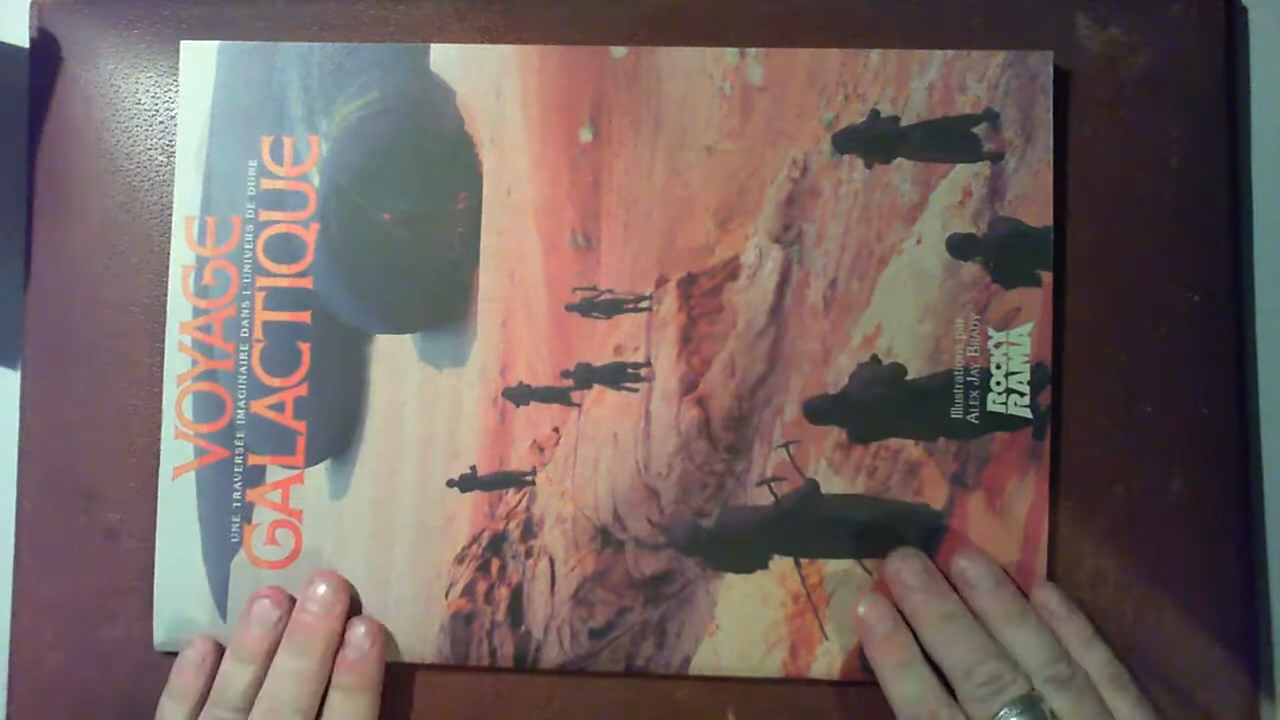 VOYAGE
UNE TRAVERSÉE IMAGINAIRE DANS L'UNIVERS DE DUNE
GALACTIQUE
Illustrations par
ALEX JAY BRADY
ROCKY
RAMA